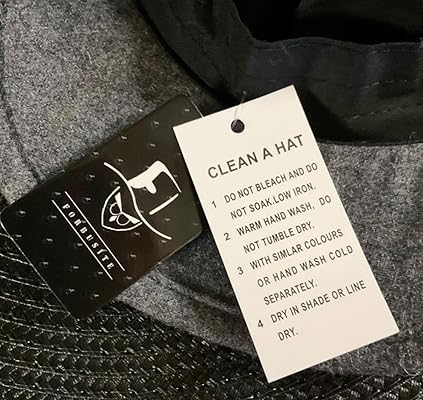 FORBUSITE
CLEAN A HAT
1 DO NOT BLEACH AND DO
NOT SOAK.LOW IRON.
2 WARM HAND WASH, DO
NOT TUMBLE DRY.
3 WITH SIMLAR COLOURS
OR HAND WASH COLD
SEPARATELY.
4 DRY IN SHADE OR LINE
DRY.